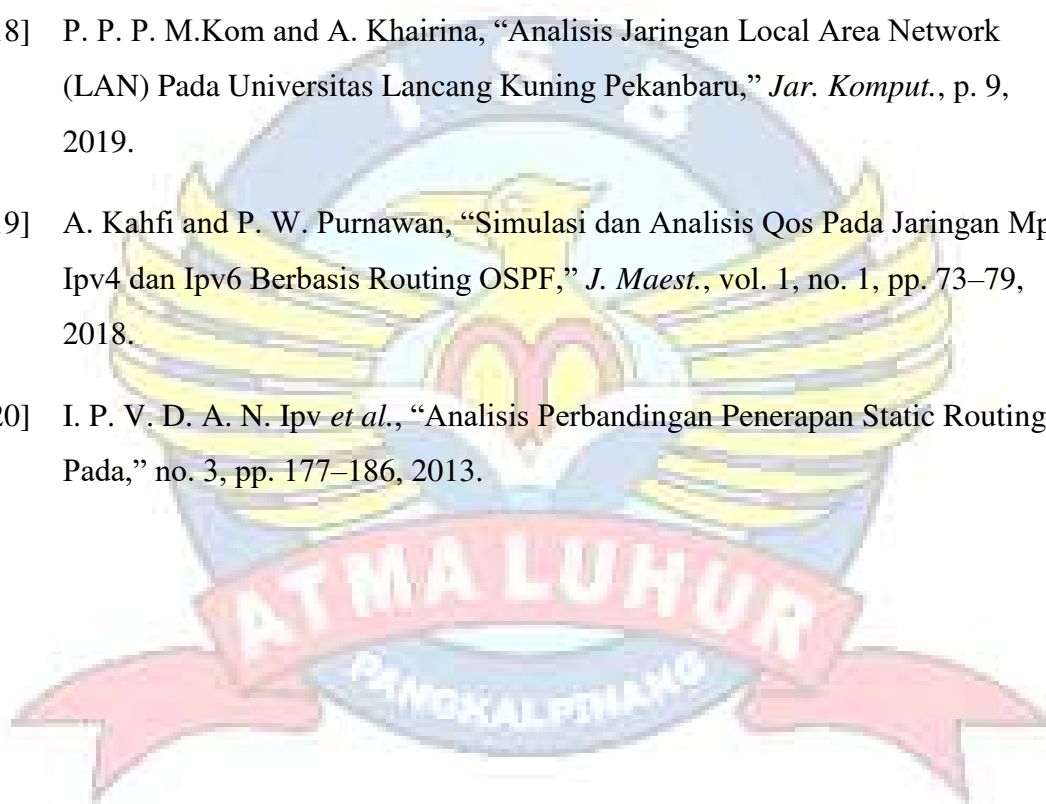 18] P. P. P. M.Kom and A. Khairina, “Analisis Jaringan Local Area Network
(LAN) Pada Universitas Lancang Kuning Pekanbaru,” Jar. Komput., p. 9,
2019.
19] A. Kahfi and P. W. Purnawan, “Simulasi dan Analisis Qos Pada Jaringan Mp
Ipv4 dan Ipv6 Berbasis Routing OSPF,” J. Maest., vol. 1, no. 1, pp. 73–79,
2018.
20] I. P. V. D. A. N. Ipv et al., “Analisis Perbandingan Penerapan Static Routing
Pada,” no. 3, pp. 177–186, 2013.
I S B
ATMA LUHUR
PANGKALPINANG